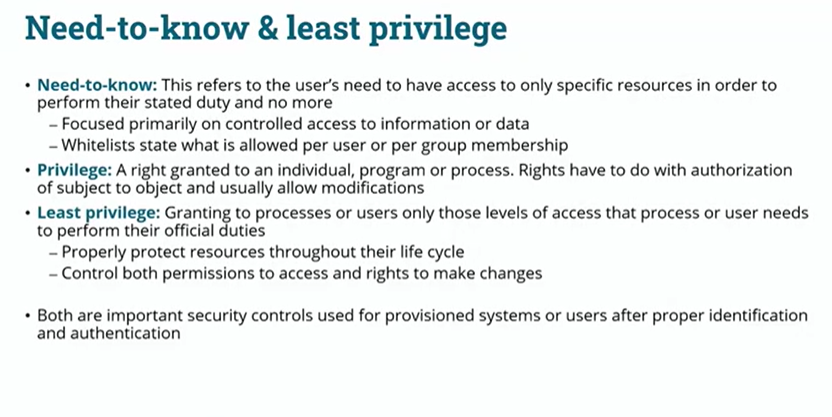 Need-to-know & least privilege
• Need-to-know: This refers to the user's need to have access to only specific resources in order to
perform their stated duty and no more
– Focused primarily on controlled access to information or data
– Whitelists state what is allowed per user or per group membership
• Privilege: A right granted to an individual, program or process. Rights have to do with authorization
of subject to object and usually allow modifications
• Least privilege: Granting to processes or users only those levels of access that process or user needs
to perform their official duties
– Properly protect resources throughout their life cycle
– Control both permissions to access and rights to make changes
• Both are important security controls used for provisioned systems or users after proper identification
and authentication